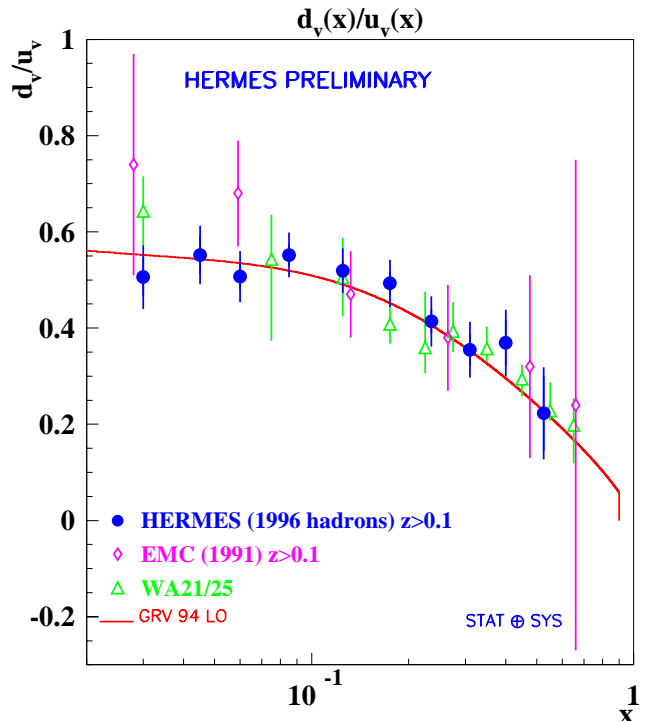 d_v(x)/u_v(x)
d_v/u_v
HERMES PRELIMINARY
1
0.8
0.6
0.4
0.2
0
-0.2
HERMES (1996 hadrons) z>0.1
EMC (1991) z>0.1
WA21/25
GRV 94 LO
STAT ⊕ SYS
10^-1
1
x